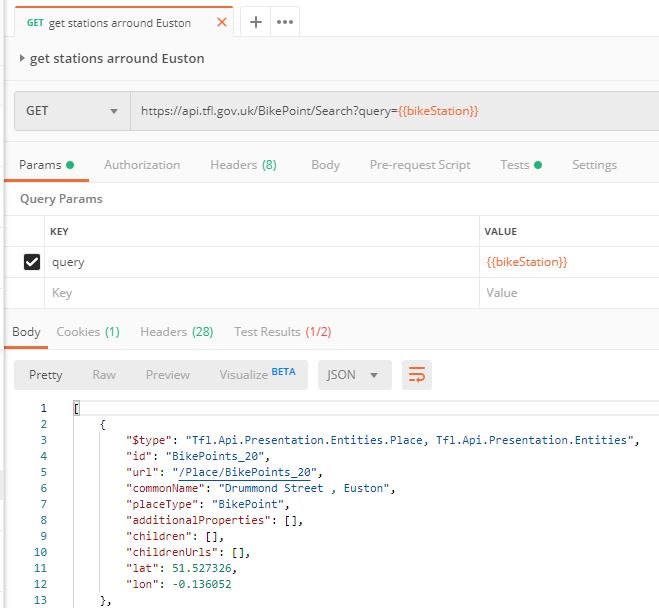 GET get stations arround Euston
get stations arround Euston
GET https://api.tfl.gov.uk/BikePoint/Search?query={{bikeStation}}
Params Authorization Headers (8) Body Pre-request Script Tests Settings
Query Params
KEY VALUE
query {{bikeStation}}
Key Value
Body Cookies (1) Headers (28) Test Results (1/2)
Pretty Raw Preview Visualize BETA JSON
1 [
2 {
3 "$type": "Tfl.Api.Presentation.Entities.Place, Tfl.Api.Presentation.Entities",
4 "id": "BikePoints_20",
5 "url": "/Place/BikePoints_20",
6 "commonName": "Drummond Street , Euston",
7 "placeType": "BikePoint",
8 "additionalProperties": [],
9 "children": [],
10 "childrenUrls": [],
11 "lat": 51.527326,
12 "lon": -0.136052
13 },